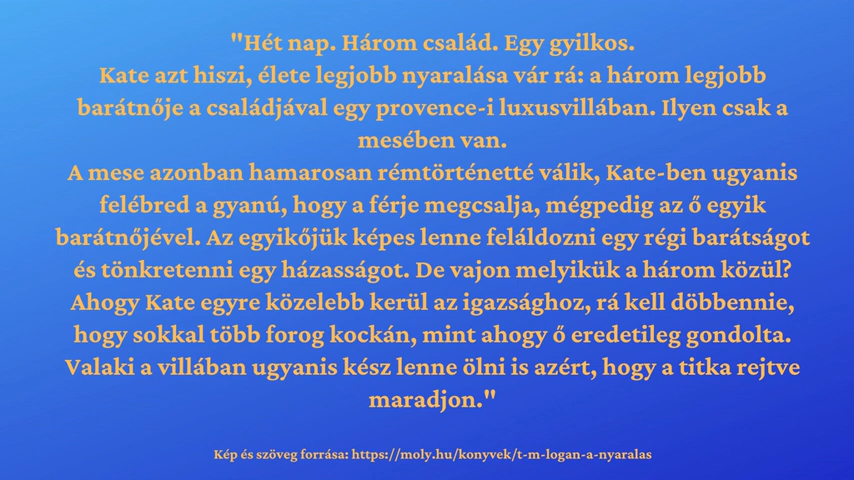 "Hét nap. Három család. Egy gyilkos.
Kate azt hiszi, élete legjobb nyaralása vár rá: a három legjobb
barátnője a családjával egy provence-i luxusvillában. Ilyen csak a
mesében van.
A mese azonban hamarosan rémtörténetté válik, Kate-ben ugyanis
felébred a gyanú, hogy a férje megcsalja, mégpedig az ő egyik
barátnőjével. Az egyikőjük képes lenne feláldozni egy régi barátságot
és tönkretenni egy házasságot. De vajon melyikük a három közül?
Ahogy Kate egyre közelebb kerül az igazsághoz, rá kell döbbennie,
hogy sokkal több forog kockán, mint ahogy ő eredetileg gondolta.
Valaki a villában ugyanis kész lenne ölni is azért, hogy a titka rejtve
maradjon."
Kép és szöveg forrása: https://moly.hu/konyvek/t-m-logan-a-nyaralas